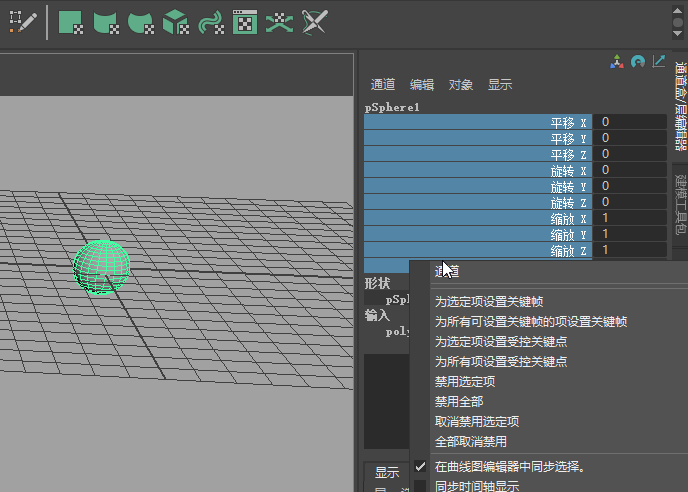 通道 编辑 对象 显示
pSphere1
平移 X 0
平移 Y 0
平移 Z 0
旋转 X 0
旋转 Y 0
旋转 Z 0
缩放 X 1
缩放 Y 1
缩放 Z 1
形状
pSph
输入
poly
通道
为选定项设置关键帧
为所有可设置关键帧的项设置关键帧
为选定项设置受控关键点
为所有项设置受控关键点
禁用选定项
禁用全部
取消禁用选定项
全部取消禁用
在曲线图编辑器中同步选择。
同步时间轴显示
显示
通道盒/层编辑器
建模工具包